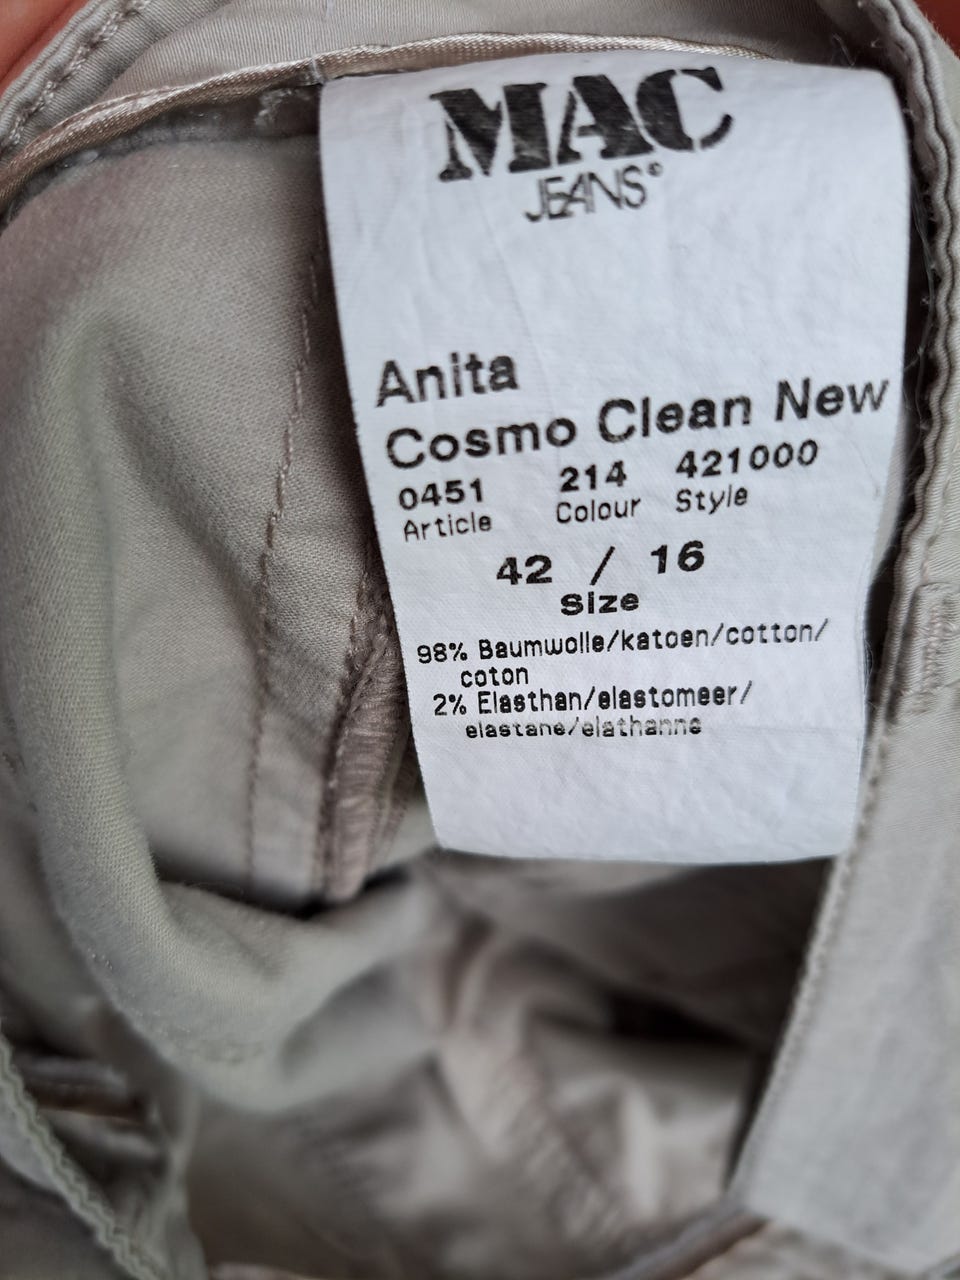 MAC
JEANS®
Anita
Cosmo Clean New
0451 214 421000
Article Colour Style
42 / 16
Size
98% Baumwolle/katoen/cotton/
coton
2% Elasthan/elastomeer/
elastane/elathanne